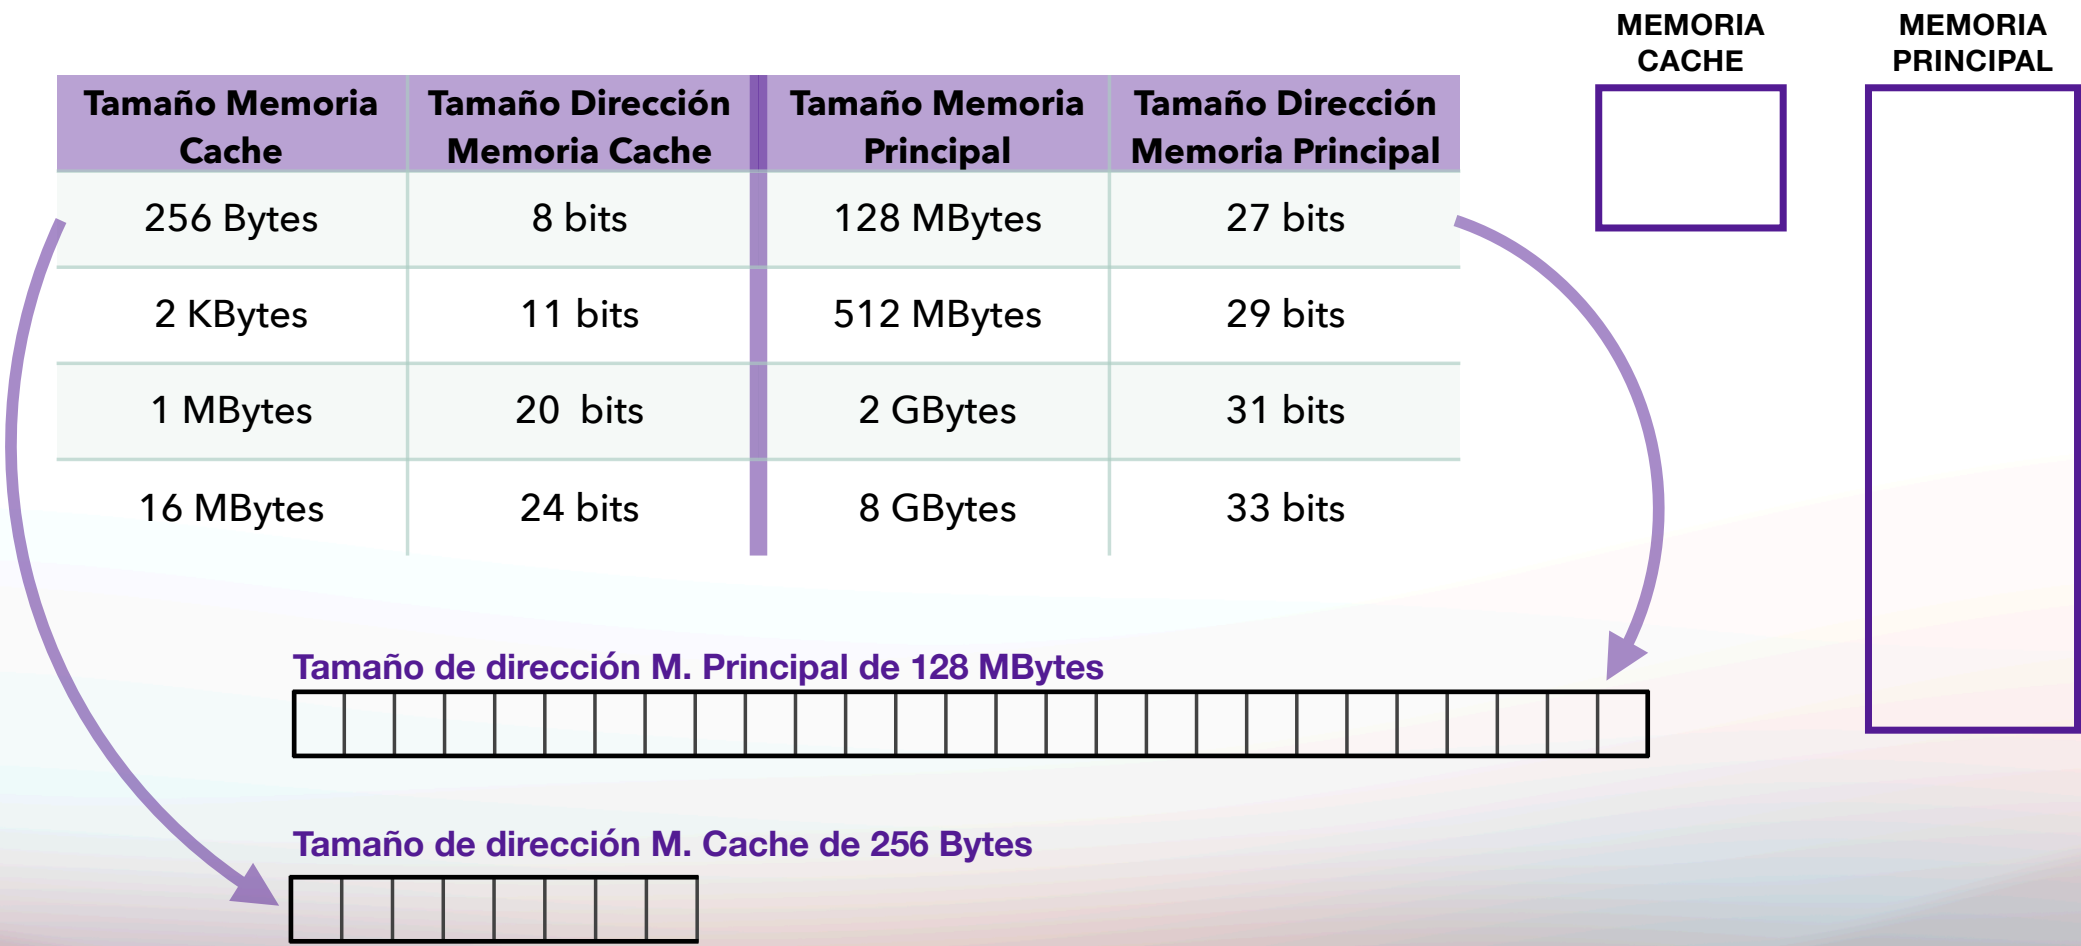 MEMORIA
CACHE
MEMORIA
PRINCIPAL
Tamaño Memoria
Cache
Tamaño Dirección
Memoria Cache
Tamaño Memoria
Principal
Tamaño Dirección
Memoria Principal
256 Bytes
8 bits
128 MBytes
27 bits
2 KBytes
11 bits
512 MBytes
29 bits
1 MBytes
20 bits
2 GBytes
31 bits
16 MBytes
24 bits
8 GBytes
33 bits
Tamaño de dirección M. Principal de 128 MBytes
Tamaño de dirección M. Cache de 256 Bytes